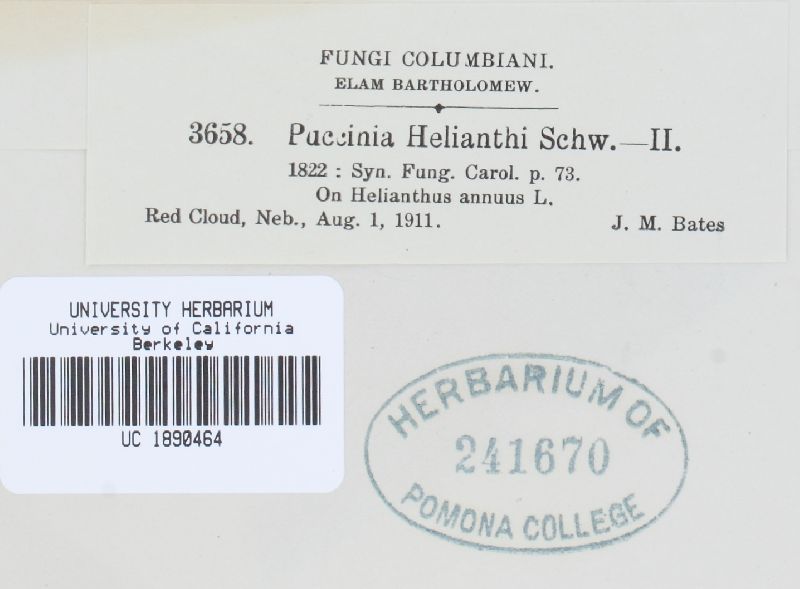 FUNGI COLUMBIANI.
ELAM BARTHOLOMEW.
3658. Puccinia Helianthi Schw.—II.
1822 : Syn. Fung. Carol. p. 73.
On Helianthus annuus L.
Red Cloud, Neb., Aug. 1, 1911. J. M. Bates
UNIVERSITY HERBARIUM
University of California
Berkeley
UC 1890464
HERBARIUM OF
241670
POMONA COLLEGE